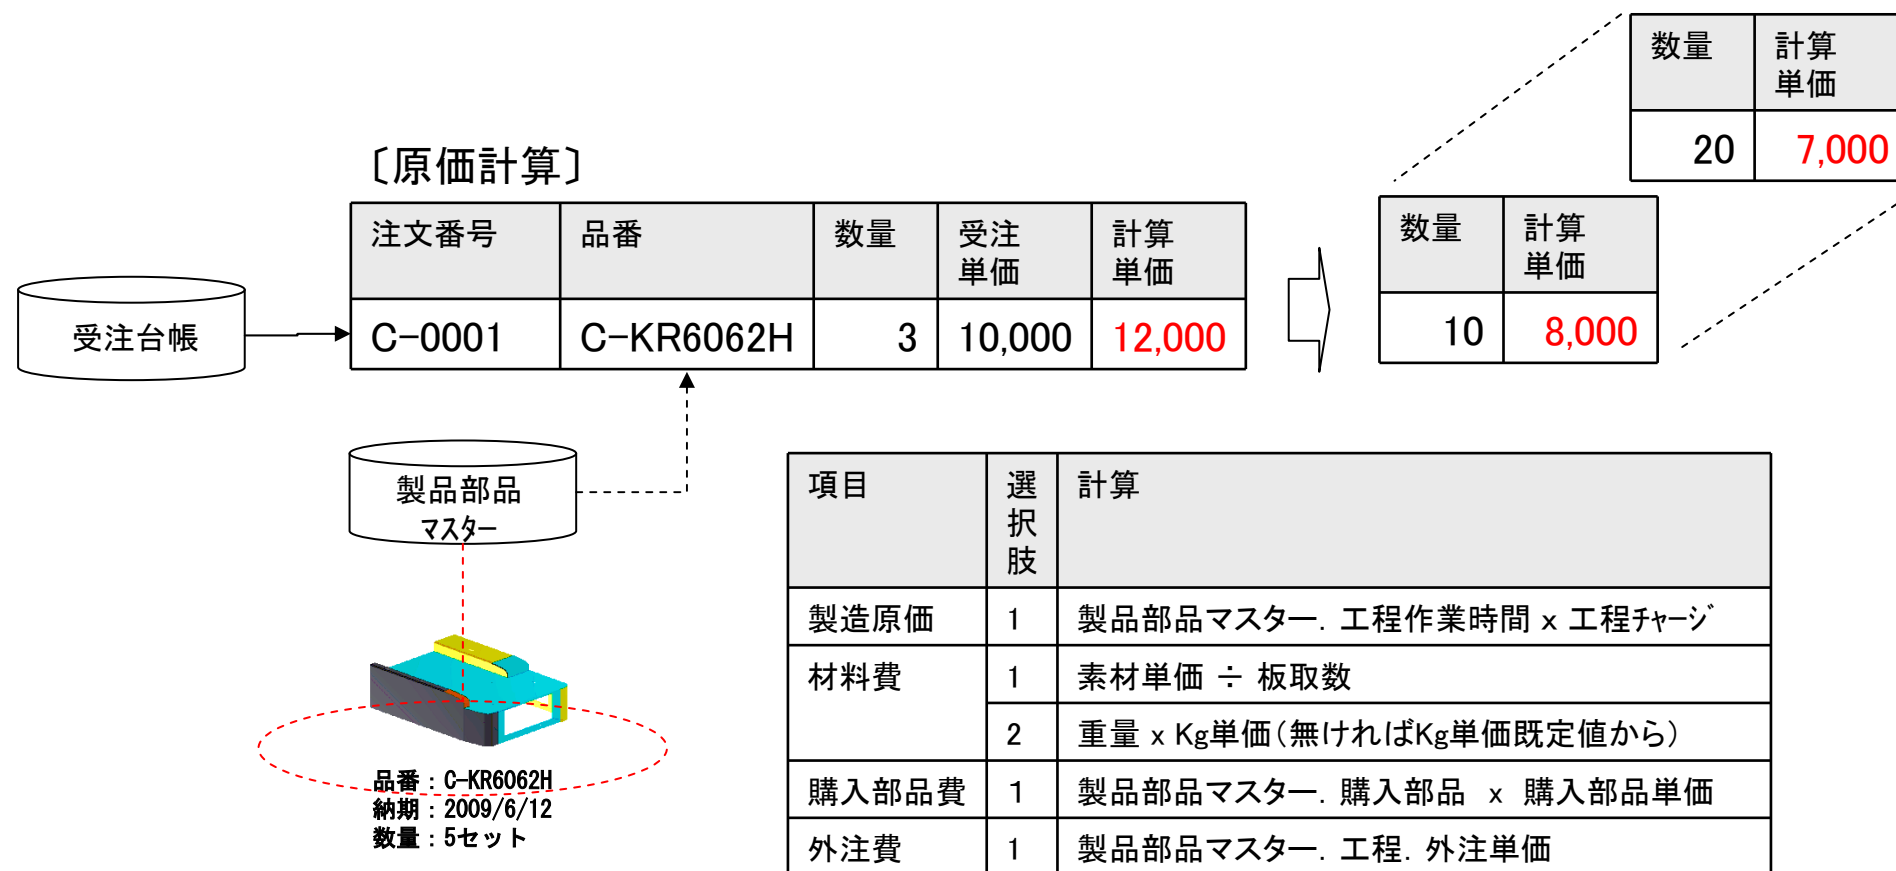 数量 計算
単価
20 7,000
〔原価計算〕
注文番号 品番 数量 受注 計算
単価 単価
C-0001 C-KR6062H 3 10,000 12,000
数量 計算
単価
10 8,000
受注台帳
製品部品
マスター
品番：C-KR6062H
納期：2009/6/12
数量：5セット
項目 選択肢 計算
製造原価 1 製品部品マスター．工程作業時間 x 工程ﾁｬｰｼﾞ
材料費 1 素材単価 ÷ 板取数
2 重量 x Kg単価（無ければKg単価既定値から）
購入部品費 1 製品部品マスター．購入部品 x 購入部品単価
外注費 1 製品部品マスター．工程．外注単価